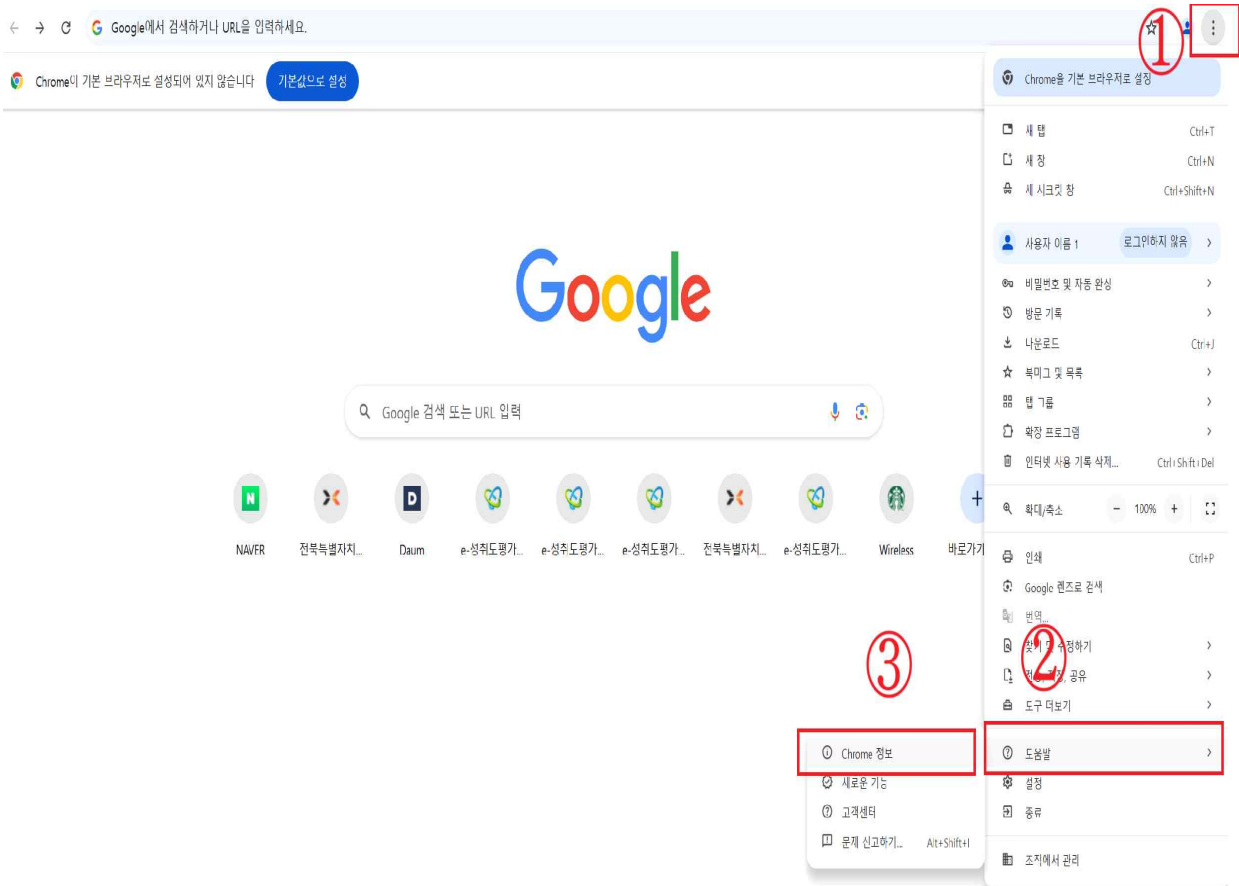 Google에서 검색하거나 URL을 입력하세요.
①
Chrome이 기본 브라우저로 설정되어 있지 않습니다
기본값으로 설정
Chrome을 기본 브라우저로 설정
새 탭 Ctrl+T
새 창 Ctrl+N
새 시크릿 창 Ctrl+Shift+N
사용자 이름 1 로그인하지 않음
비밀번호 및 자동 완성
방문 기록
다운로드 Ctrl+J
북마크 및 목록
탭 그룹
확장 프로그램
인터넷 사용 기록 삭제... Ctrl+Shift+Del
확대/축소 - 100% +
인쇄 Ctrl+P
Google 렌즈로 검색
번역...
찾기 및 수정하기
②
전송, 저장, 공유
도구 더보기
도움말
설정
종료
조직에서 관리
Google
Google 검색 또는 URL 입력
N
D
NAVER
전북특별자치...
Daum
e-성취도평가...
e-성취도평가...
e-성취도평가...
전북특별자치...
e-성취도평가...
Wireless
바로가기
③
Chrome 정보
새로운 기능
고객센터
문제 신고하기... Alt+Shift+I